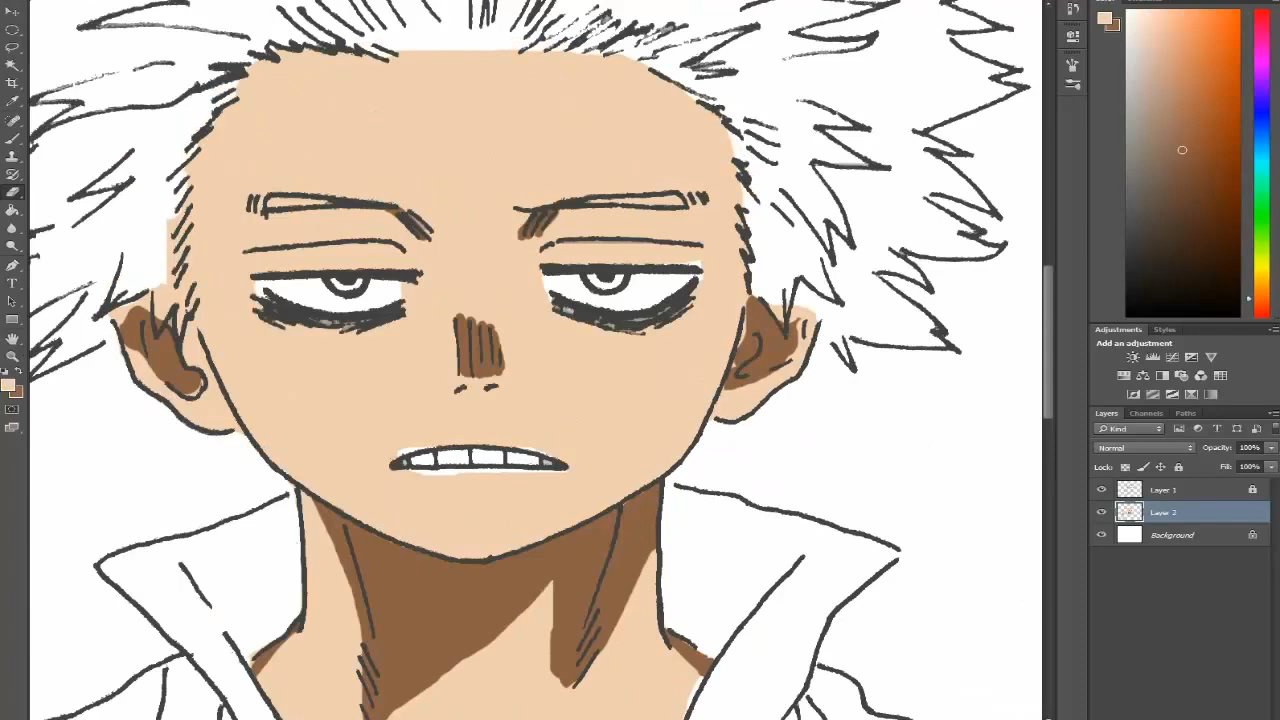 Adjustments Styles
Add an adjustment
Layers Channels Paths
Kind
Normal Opacity: 100%
Lock: Fill: 100%
Layer 1
Layer 2
Background